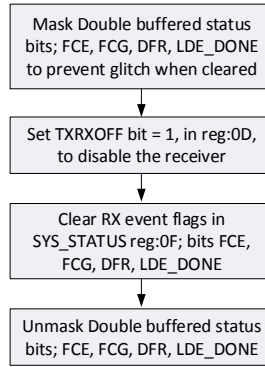 Mask Double buffered status
bits; FCE, FCG, DFR, LDE_DONE
to prevent glitch when cleared
Set TXRXOFF bit = 1, in reg:0D,
to disable the receiver
Clear RX event flags in
SYS_STATUS reg:0F; bits FCE,
FCG, DFR, LDE_DONE
Unmask Double buffered status
bits; FCE, FCG, DFR, LDE_DONE